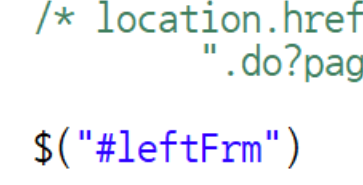 /* location.href
".do?pag
$("#leftFrm")